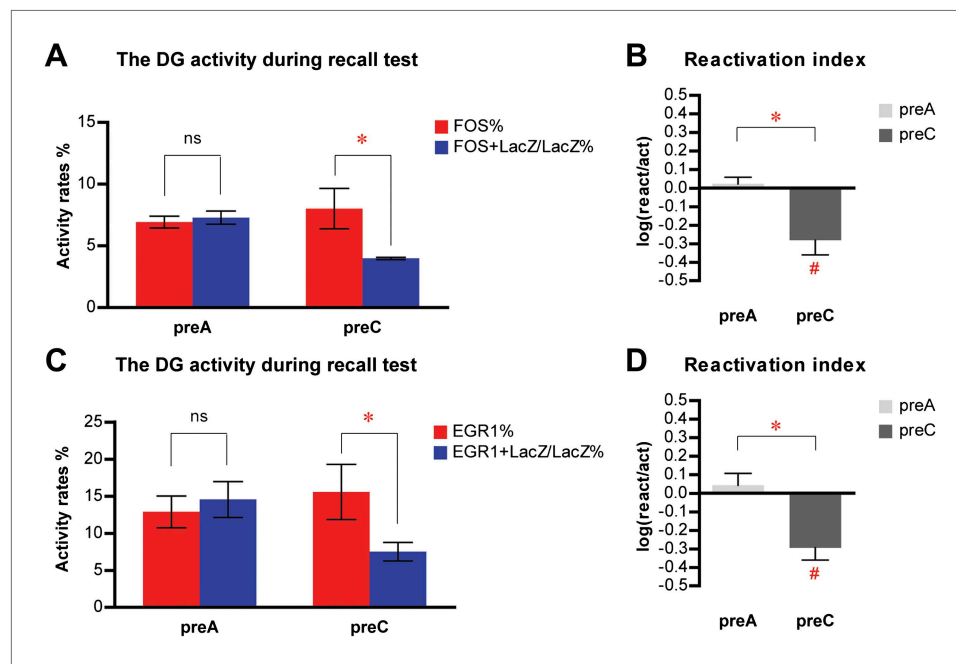 A
The DG activity during recall test
Activity rates %
15
10
5
0
ns
*
FOS%
FOS+LacZ/LacZ%
preA
preC
B
Reactivation index
log(react/act)
0.5
0.4
0.3
0.2
0.1
0.0
-0.1
-0.2
-0.3
-0.4
-0.5
*
#
preA
preC
preA
preC
C
The DG activity during recall test
Activity rates %
25
20
15
10
5
0
ns
*
EGR1%
EGR1+LacZ/LacZ%
preA
preC
D
Reactivation index
log(react/act)
0.5
0.4
0.3
0.2
0.1
0.0
-0.1
-0.2
-0.3
-0.4
-0.5
*
#
preA
preC
preA
preC